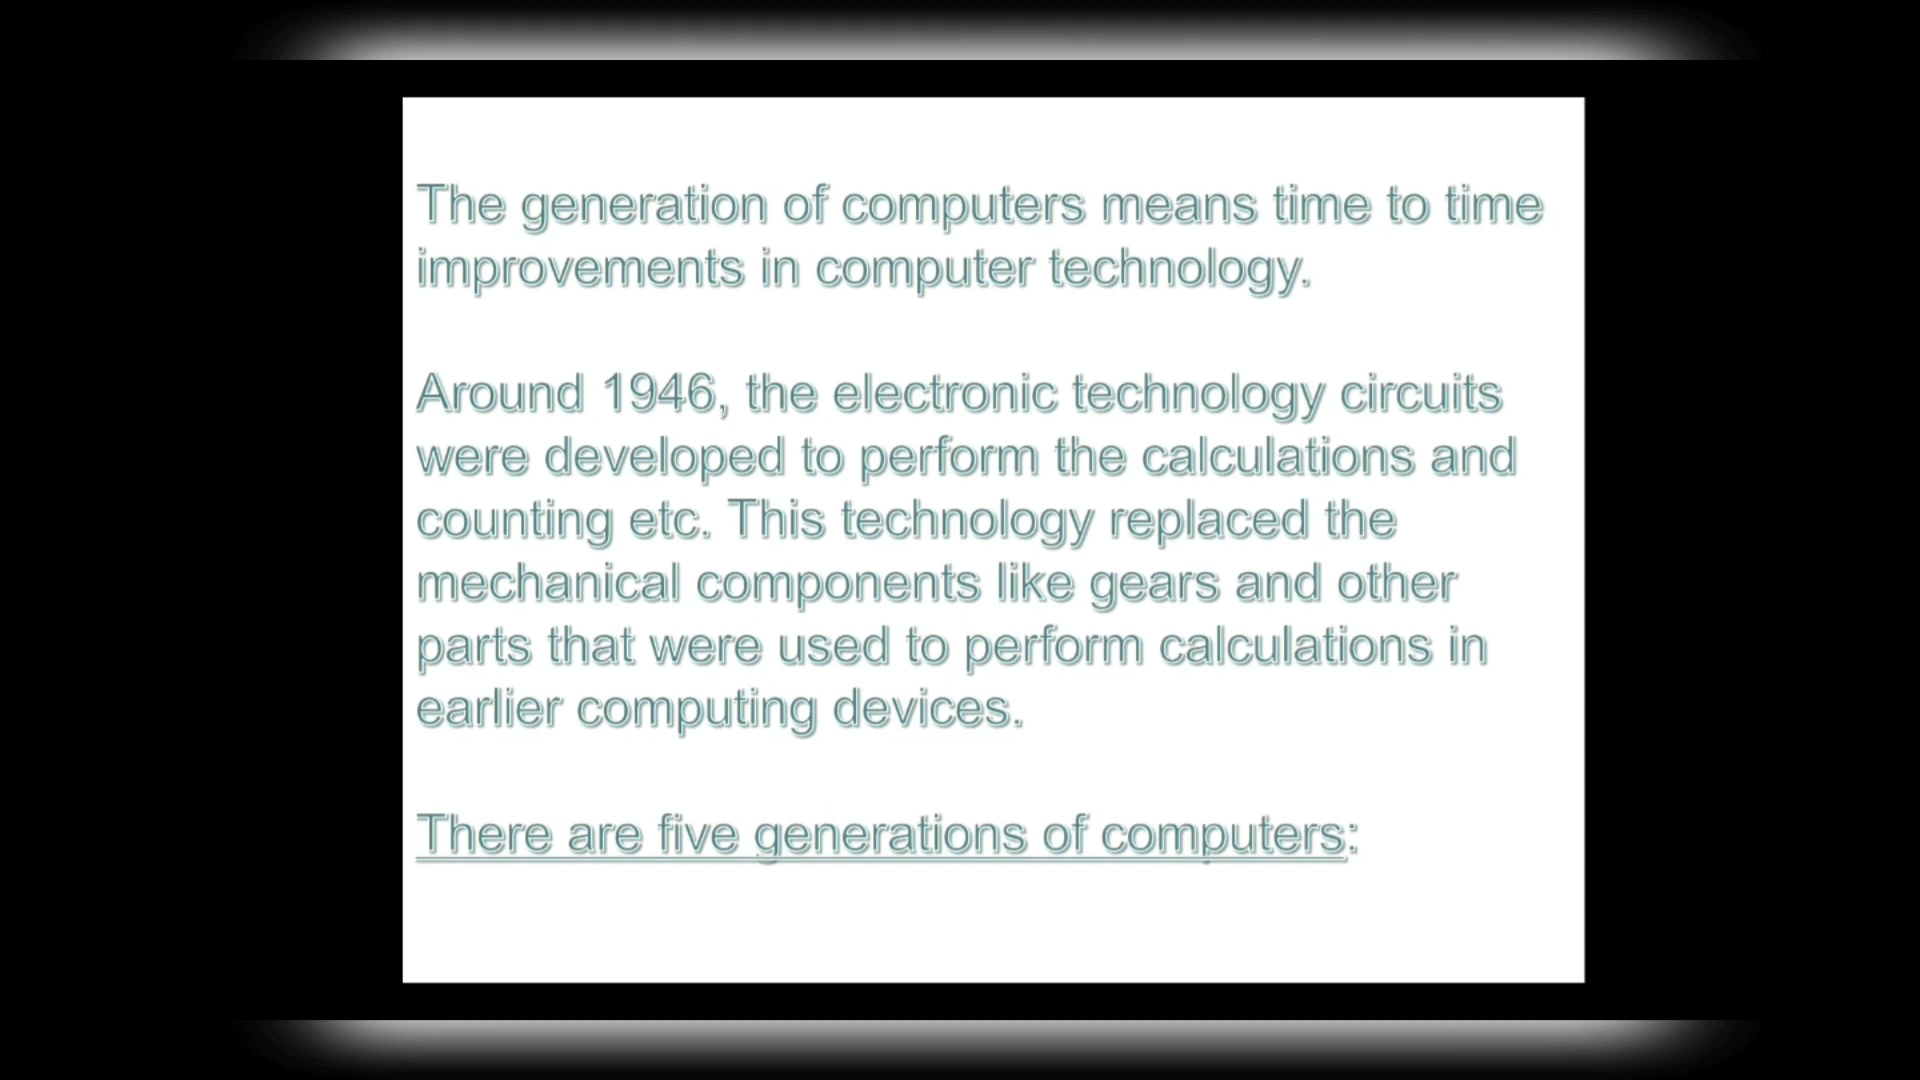 The generation of computers means time to time
improvements in computer technology.
Around 1946, the electronic technology circuits
were developed to perform the calculations and
counting etc. This technology replaced the
mechanical components like gears and other
parts that were used to perform calculations in
earlier computing devices.
There are five generations of computers: